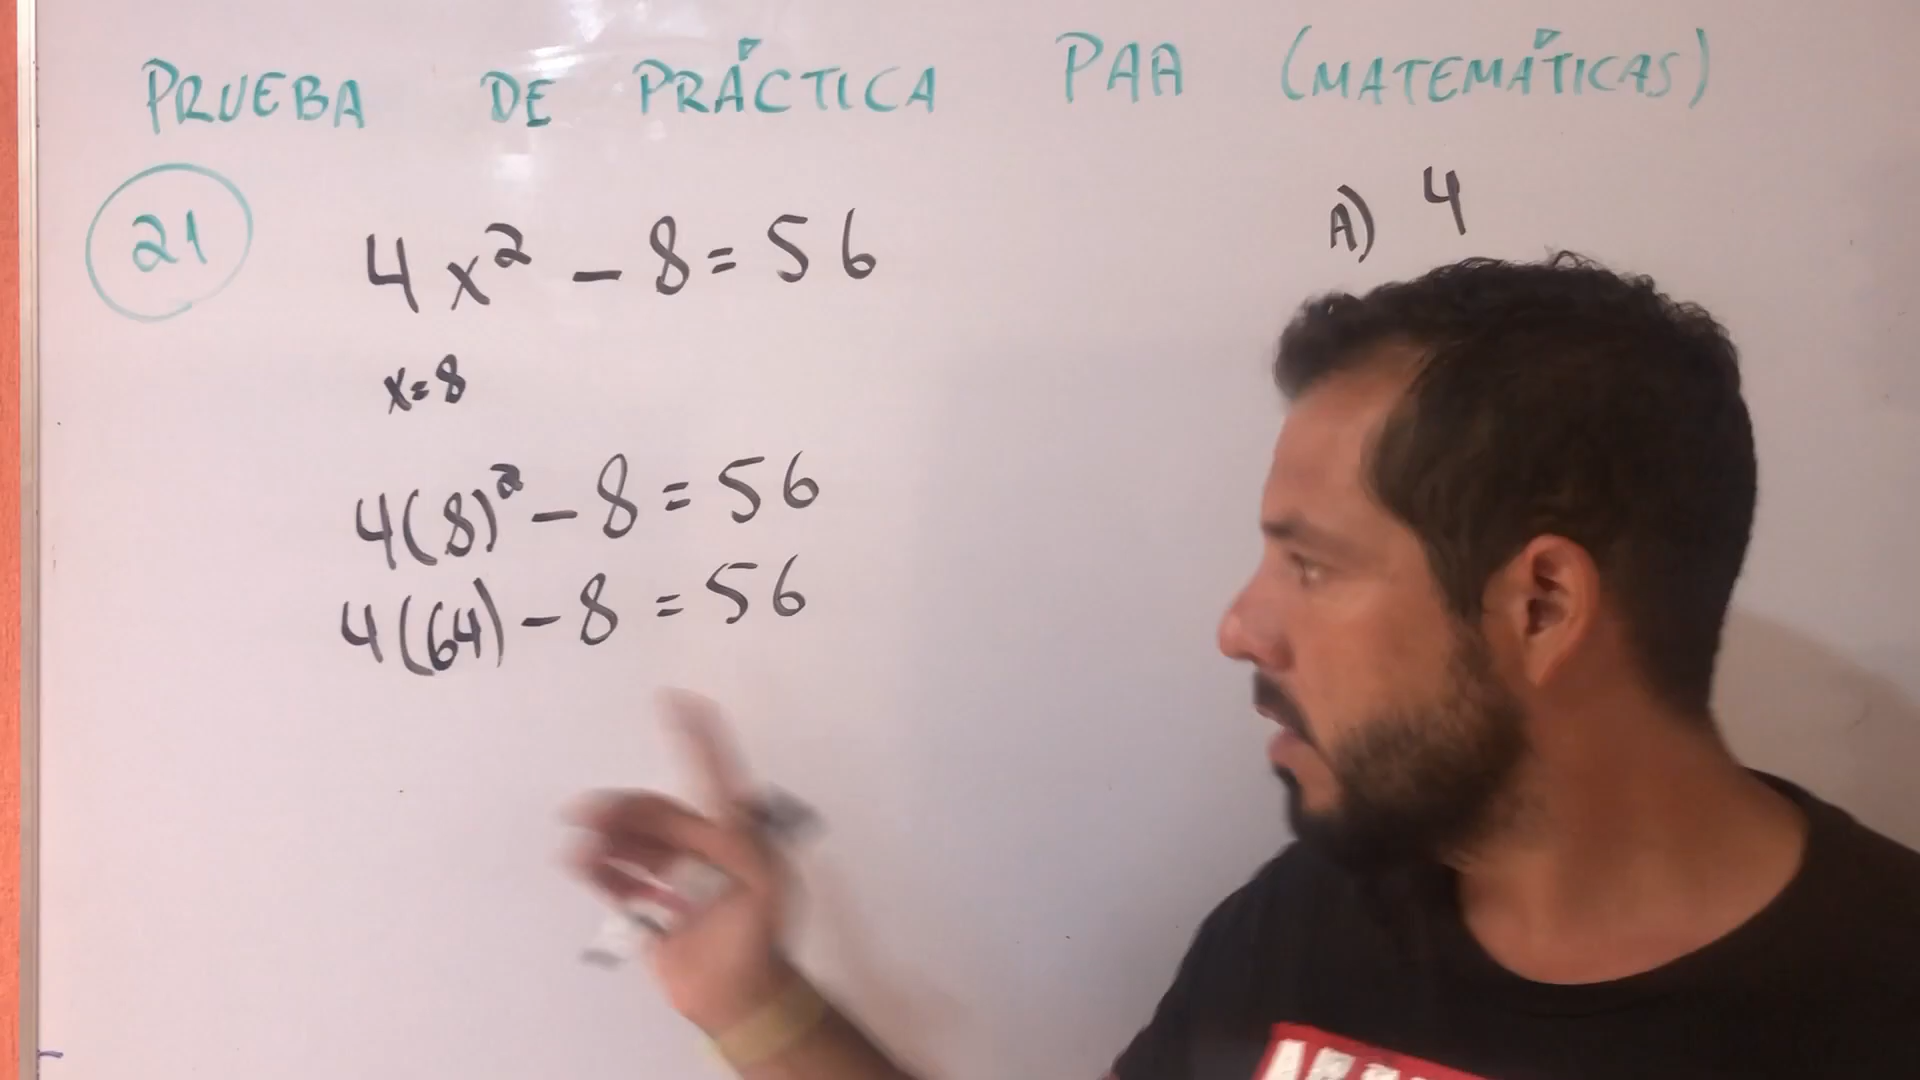 PRUEBA DE PRÁCTICA PAA (MATEMÁTICAS)
21
4x² - 8 = 56
A) 4
x=8
4(8)² - 8 = 56
4(64) - 8 = 56